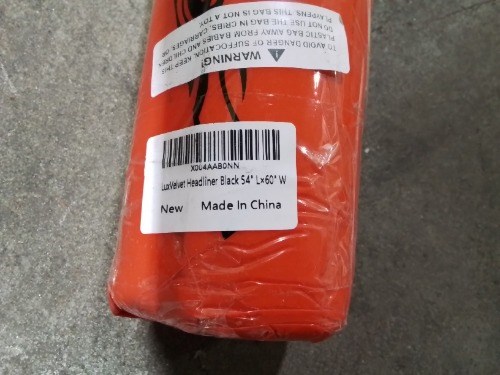 WARNING!
TO AVOID DANGER OF SUFFOCATION, KEEP THIS
PLASTIC BAG AWAY FROM BABIES AND CHILDREN.
DO NOT USE THE BAG IN CRIBS, CARRIAGES, OR
PLAYPENS. THIS BAG IS NOT A TOY.
X004AAB0NN
LuxVelvet Headliner Black 54" L×60" W
New Made In China